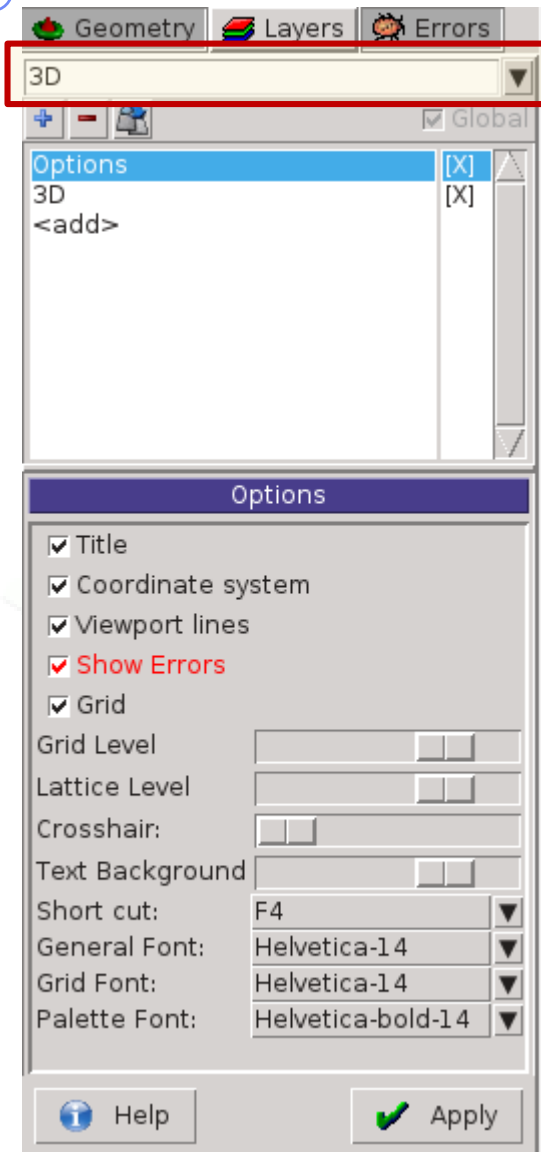 Geometry Layers Errors
3D
Global
Options [X]
3D [X]
<add>
Options
Title
Coordinate system
Viewport lines
Show Errors
Grid
Grid Level
Lattice Level
Crosshair:
Text Background
Short cut: F4
General Font: Helvetica-14
Grid Font: Helvetica-14
Palette Font: Helvetica-bold-14
Help Apply